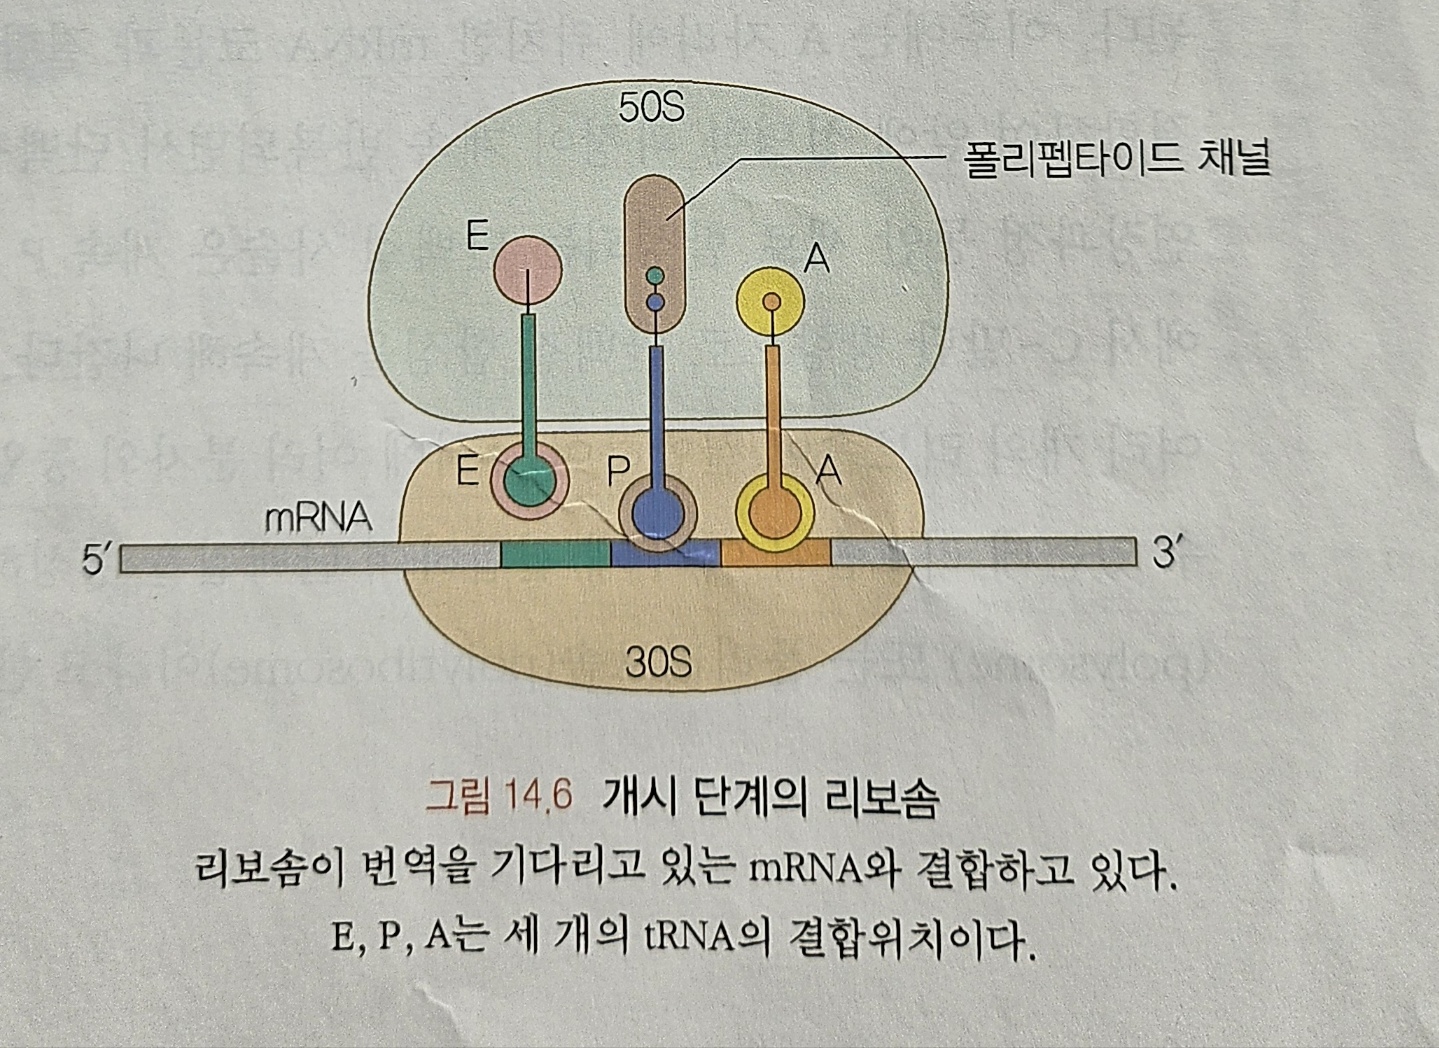 50S
폴리펩타이드 채널
E
A
E
P
A
mRNA
5′
3′
30S
그림 14.6 개시 단계의 리보솜
리보솜이 번역을 기다리고 있는 mRNA와 결합하고 있다.
E, P, A는 세 개의 tRNA의 결합위치이다.